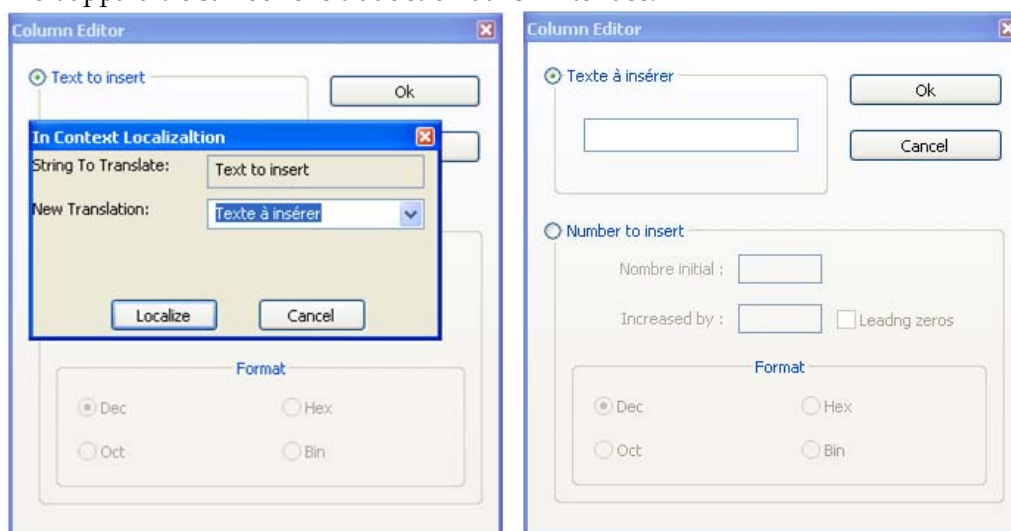 Column Editor
Text to insert
Ok
In Context Localizaltion
String To Translate:
Text to insert
New Translation:
Texte à insérer
Localize
Cancel
Format
Dec
Hex
Oct
Bin
Column Editor
Texte à insérer
Ok
Cancel
Number to insert
Nombre initial :
Increased by :
Leadng zeros
Format
Dec
Hex
Oct
Bin